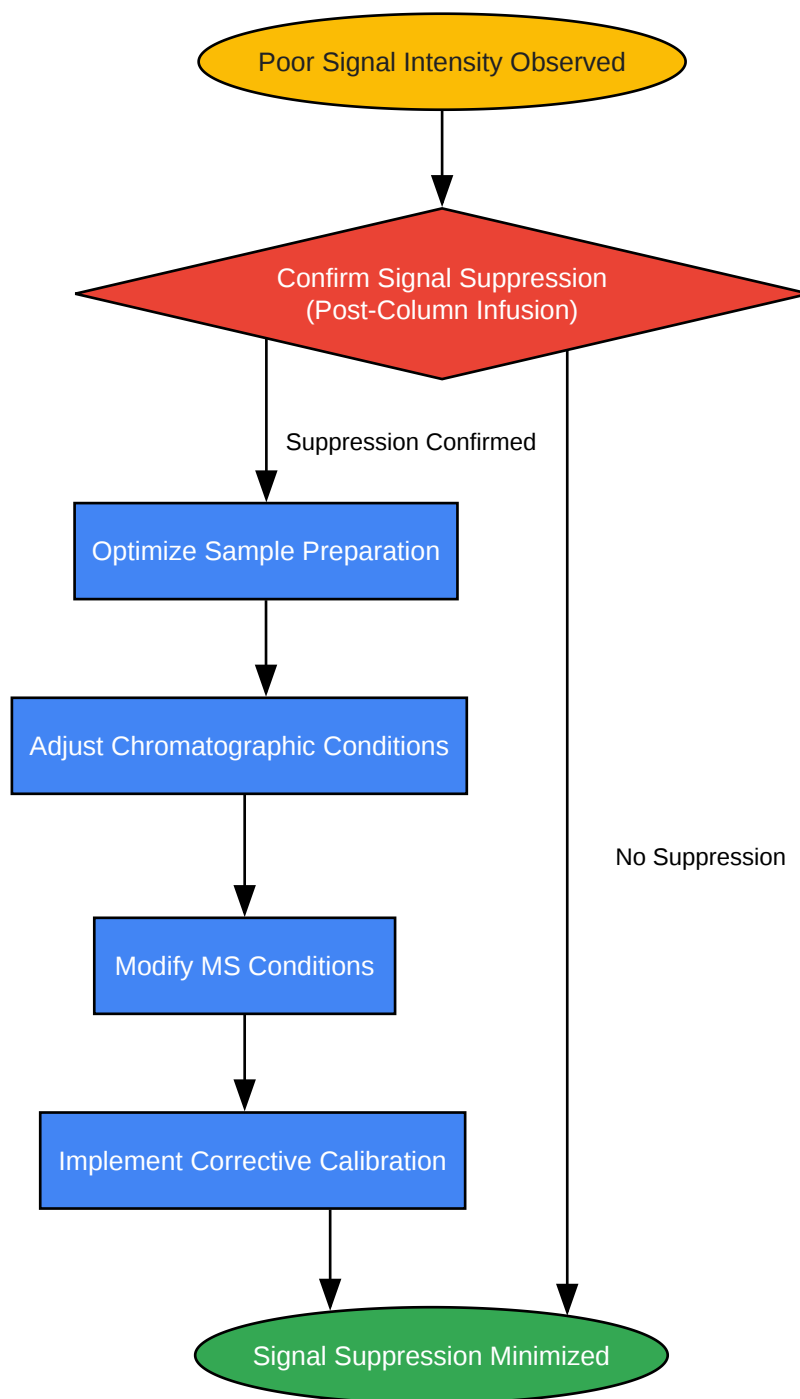 Poor Signal Intensity Observed
Confirm Signal Suppression
(Post-Column Infusion)
Suppression Confirmed
Optimize Sample Preparation
Adjust Chromatographic Conditions
No Suppression
Modify MS Conditions
Implement Corrective Calibration
Signal Suppression Minimized